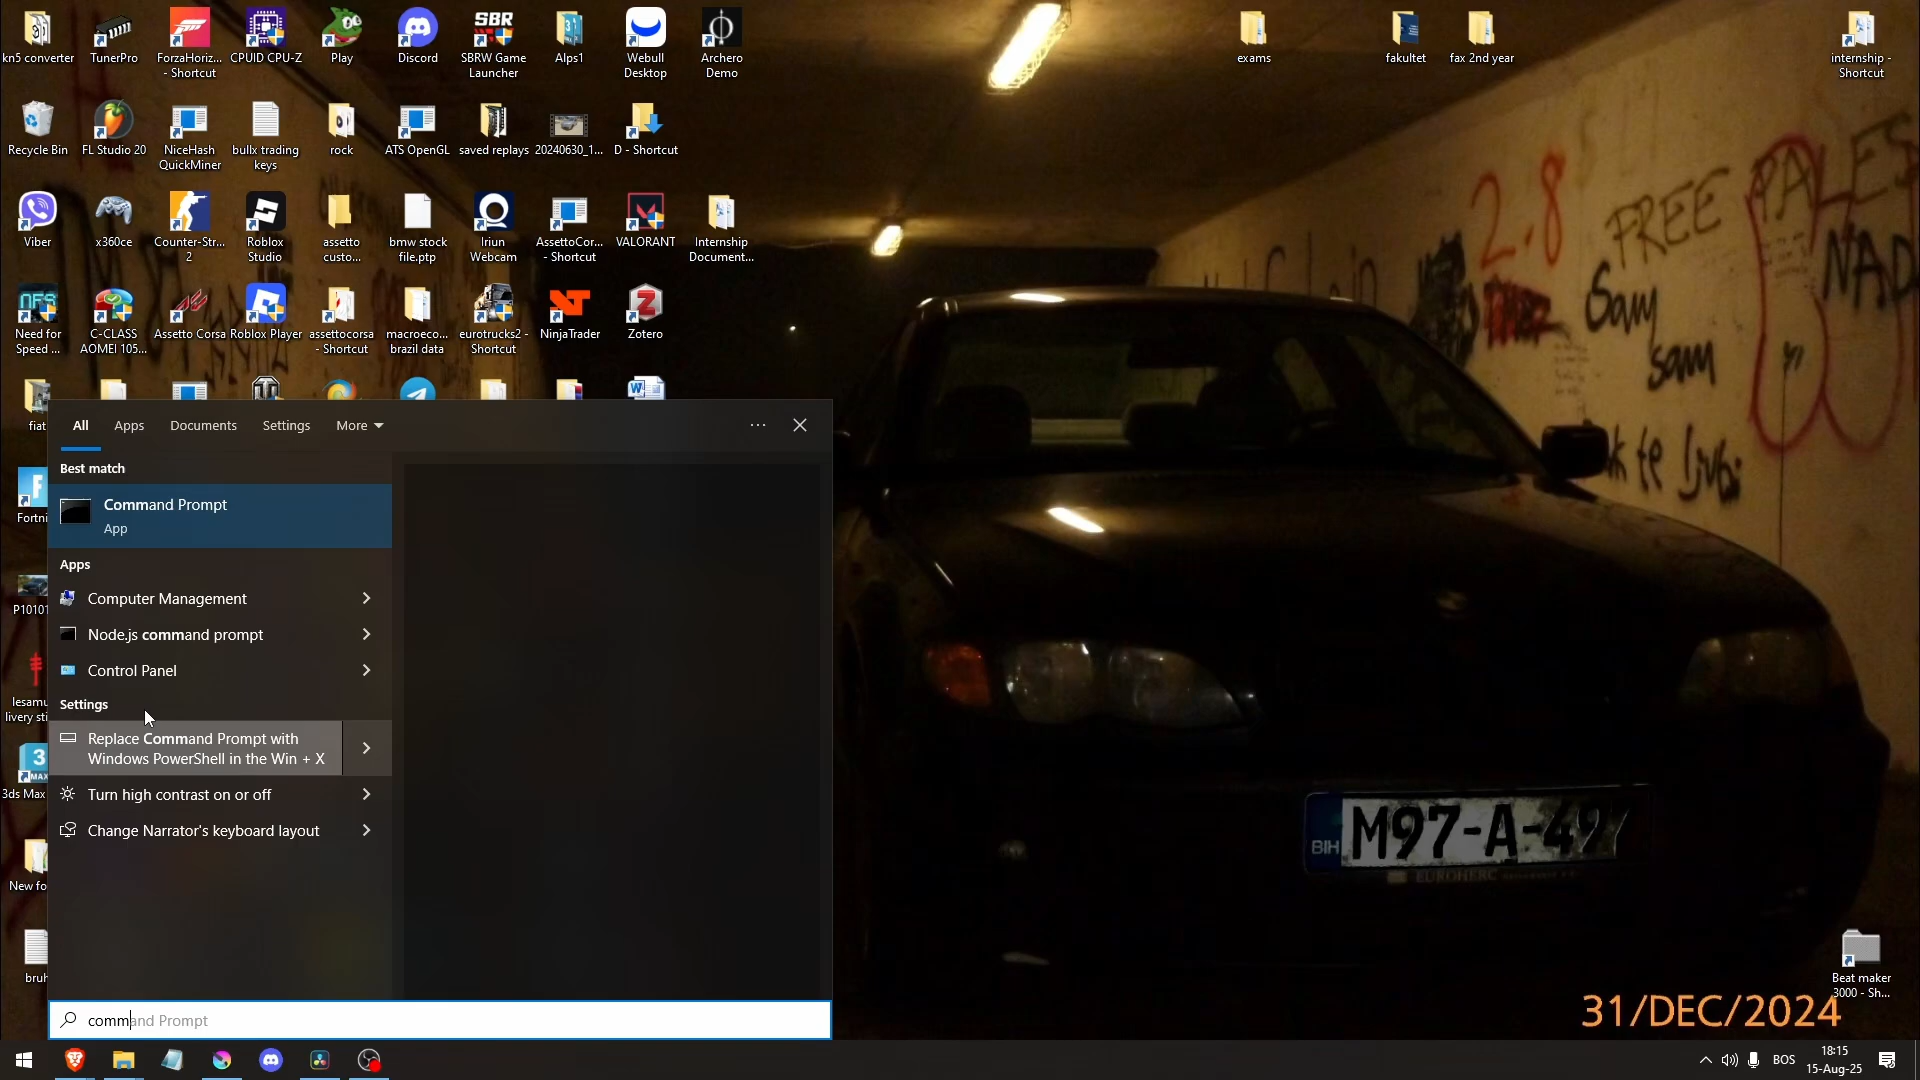 kn5 converter
TunerPro
ForzaHoriz...
- Shortcut
CPUID CPU-Z
Play
Discord
SBRW Game
Launcher
Alps1
Webull
Desktop
Archero
Demo
exams
fakultet
fax 2nd year
internship -
Shortcut
Recycle Bin
FL Studio 20
NiceHash
QuickMiner
bullx trading
keys
rock
ATS OpenGL
saved replays
20240630_1...
D - Shortcut
Viber
x360ce
Counter-Str...
2
Roblox
Studio
assetto
custo...
bmw stock
file.ptp
Iriun
Webcam
AssettoCor...
- Shortcut
VALORANT
Internship
Document...
Need for
Speed ...
C-CLASS
AOMEI 105...
Assetto Corsa
Roblox Player
assettocorsa
- Shortcut
macroeco...
brazil data
eurotrucks2 -
Shortcut
NinjaTrader
Zotero
fiat
Fortni
P10101
lesamu
livery sti
3ds Max
New fo
bruh
All
Apps
Documents
Settings
More
Best match
Command Prompt
App
Apps
Computer Management
Node.js command prompt
Control Panel
Settings
Replace Command Prompt with
Windows PowerShell in the Win + X
Turn high contrast on or off
Change Narrator's keyboard layout
command Prompt
2.8
FREE
Sam
sam
BIH
M97-A-497
EUROHERC
Beat maker
3000 - Sh...
31/DEC/2024
BOS
18:15
15-Aug-25